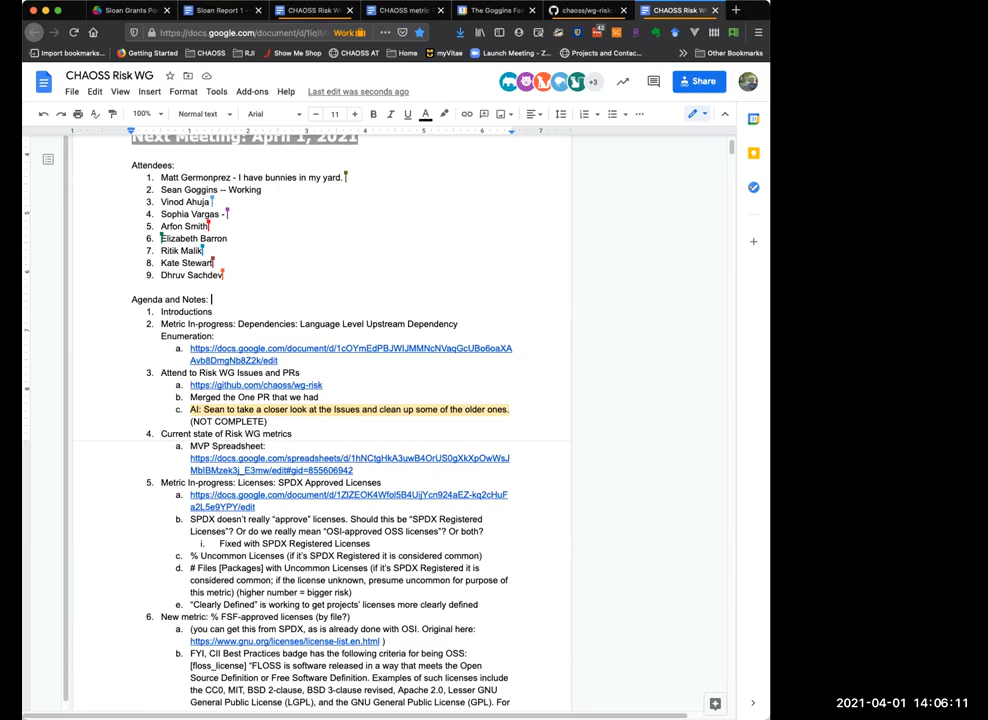 Sloan Grants Po
Sloan Report 1 -
CHAOSS Risk W
CHAOSS metric
The Goggins Fa
chaoss/wg-risk:
CHAOSS Risk W
https://docs.google.com/document/d/1iqlI
Work
42
Import bookmarks...
Getting Started
CHAOSS
RJI
Show Me Shop
CHAOSS AT
Home
myVitae
Launch Meeting - Z...
Projects and Contac...
Other Bookmarks
CHAOSS Risk WG
+3
Share
File Edit View Insert Format Tools Add-ons Help Last edit was seconds ago
100% Normal text Arial 11 B I U A
1 1 2 3 4 5 6 7
Next Meeting: April 1, 2021
Attendees:
1. Matt Germonprez - I have bunnies in my yard.
2. Sean Goggins -- Working
3. Vinod Ahuja
4. Sophia Vargas -
5. Arfon Smith
6. Elizabeth Barron
7. Ritik Malik
8. Kate Stewart
9. Dhruv Sachdev
Agenda and Notes:
1. Introductions
2. Metric In-progress: Dependencies: Language Level Upstream Dependency
Enumeration:
a. https://docs.google.com/document/d/1cOYmEdPBJWIJMMNcNVaqGcUBo6oaXA
Avb8DmgNb8Z2k/edit
3. Attend to Risk WG Issues and PRs
a. https://github.com/chaoss/wg-risk
b. Merged the One PR that we had
c. AI: Sean to take a closer look at the Issues and clean up some of the older ones.
(NOT COMPLETE)
4. Current state of Risk WG metrics
a. MVP Spreadsheet:
https://docs.google.com/spreadsheets/d/1hNCtgHkA3uwB4OrUS0gXkXpOwWsJ
MbIBMzek3j_E3mw/edit#gid=855606942
5. Metric In-progress: Licenses: SPDX Approved Licenses
a. https://docs.google.com/document/d/1ZIZEOK4Wfol5B4UijYcn924aEZ-kq2cHuF
a2L5e9YPY/edit
b. SPDX doesn't really "approve" licenses. Should this be "SPDX Registered
Licenses"? Or do we really mean "OSI-approved OSS licenses"? Or both?
i. Fixed with SPDX Registered Licenses
c. % Uncommon Licenses (if it's SPDX Registered it is considered common)
d. # Files [Packages] with Uncommon Licenses (if it's SPDX Registered it is
considered common; if the license unknown, presume uncommon for purpose of
this metric) (higher number = bigger risk)
e. "Clearly Defined" is working to get projects' licenses more clearly defined
6. New metric: % FSF-approved licenses (by file?)
a. (you can get this from SPDX, as is already done with OSI. Original here:
https://www.gnu.org/licenses/license-list.en.html )
b. FYI, CII Best Practices badge has the following criteria for being OSS:
[floss_license] "FLOSS is software released in a way that meets the Open
Source Definition or Free Software Definition. Examples of such licenses include
the CC0, MIT, BSD 2-clause, BSD 3-clause revised, Apache 2.0, Lesser GNU
General Public License (LGPL), and the GNU General Public License (GPL). For
2021-04-01 14:06:11